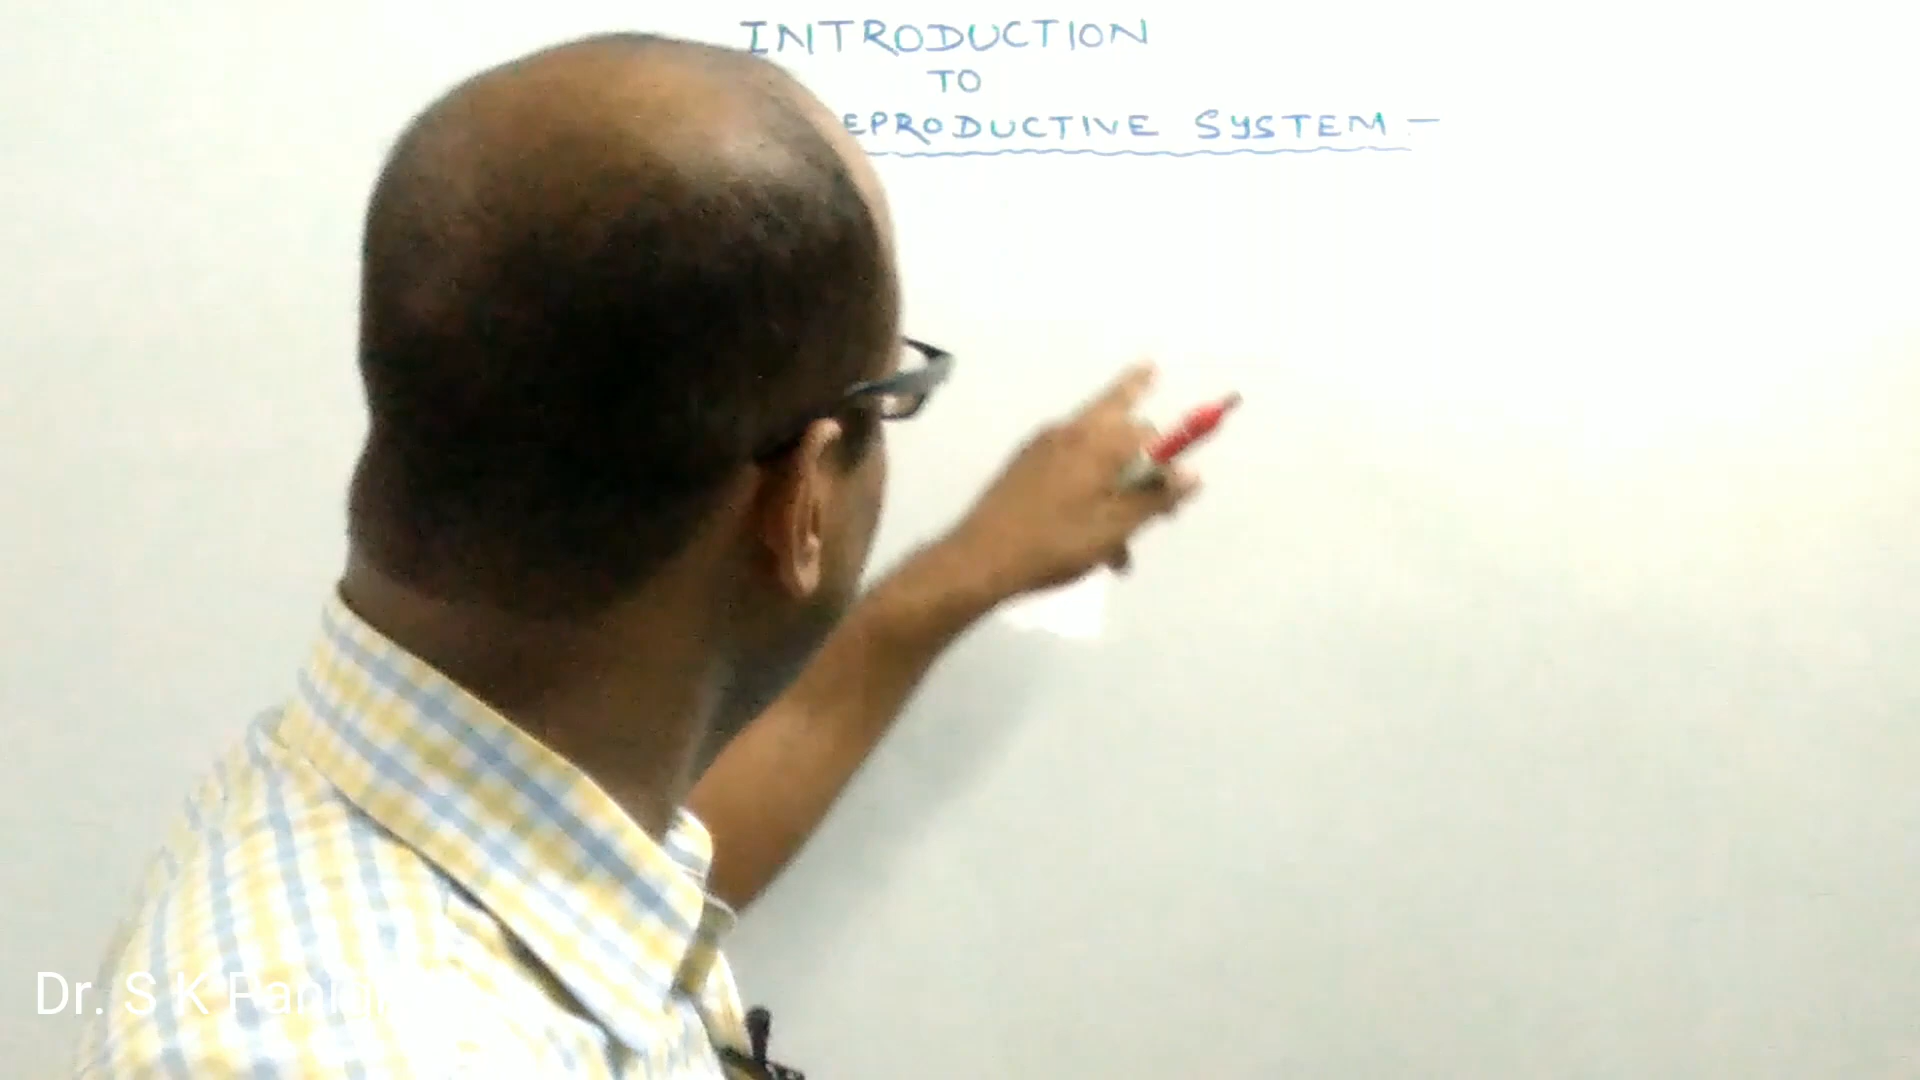 INTRODUCTION
TO
EPRODUCTIVE SYSTEM -
Dr. S K